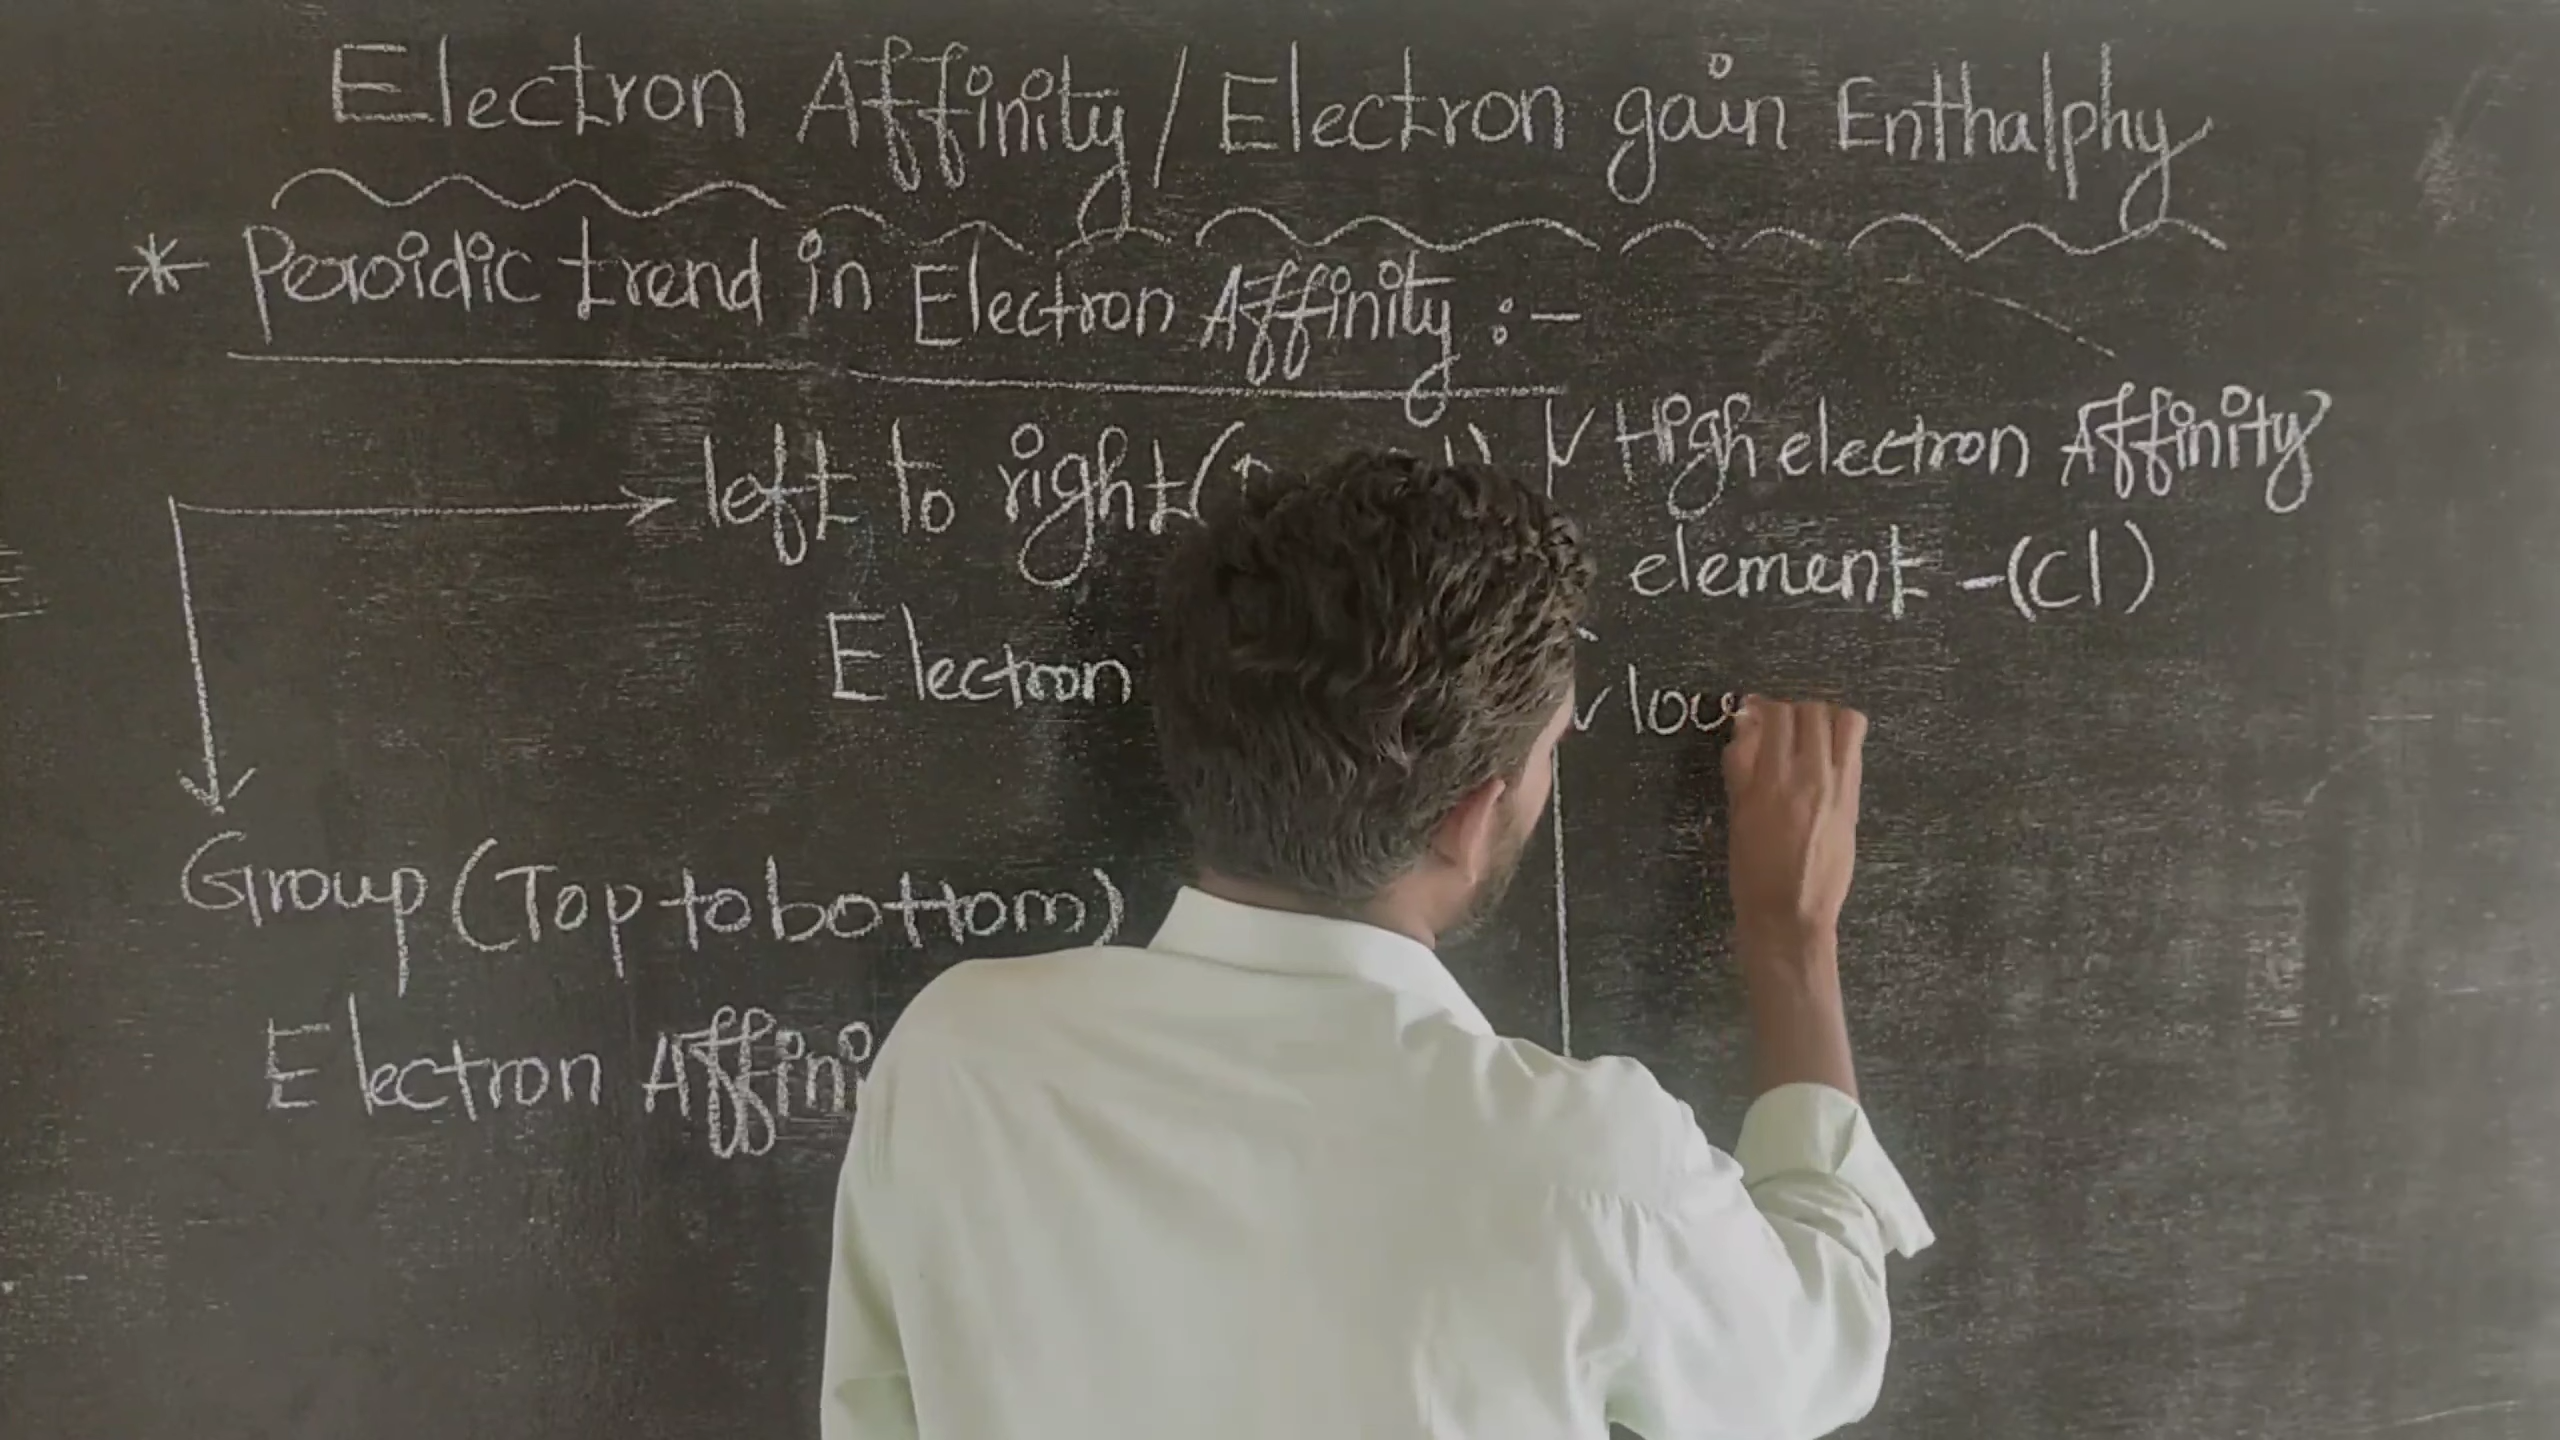 Electron Affinity / Electron gain Enthalphy
* Peroidic trend in Electron Affinity :-
left to right (↑
Electron
Group (Top to bottom)
Electron
✓ High electron Affinity
element - (Cl)
✓ low